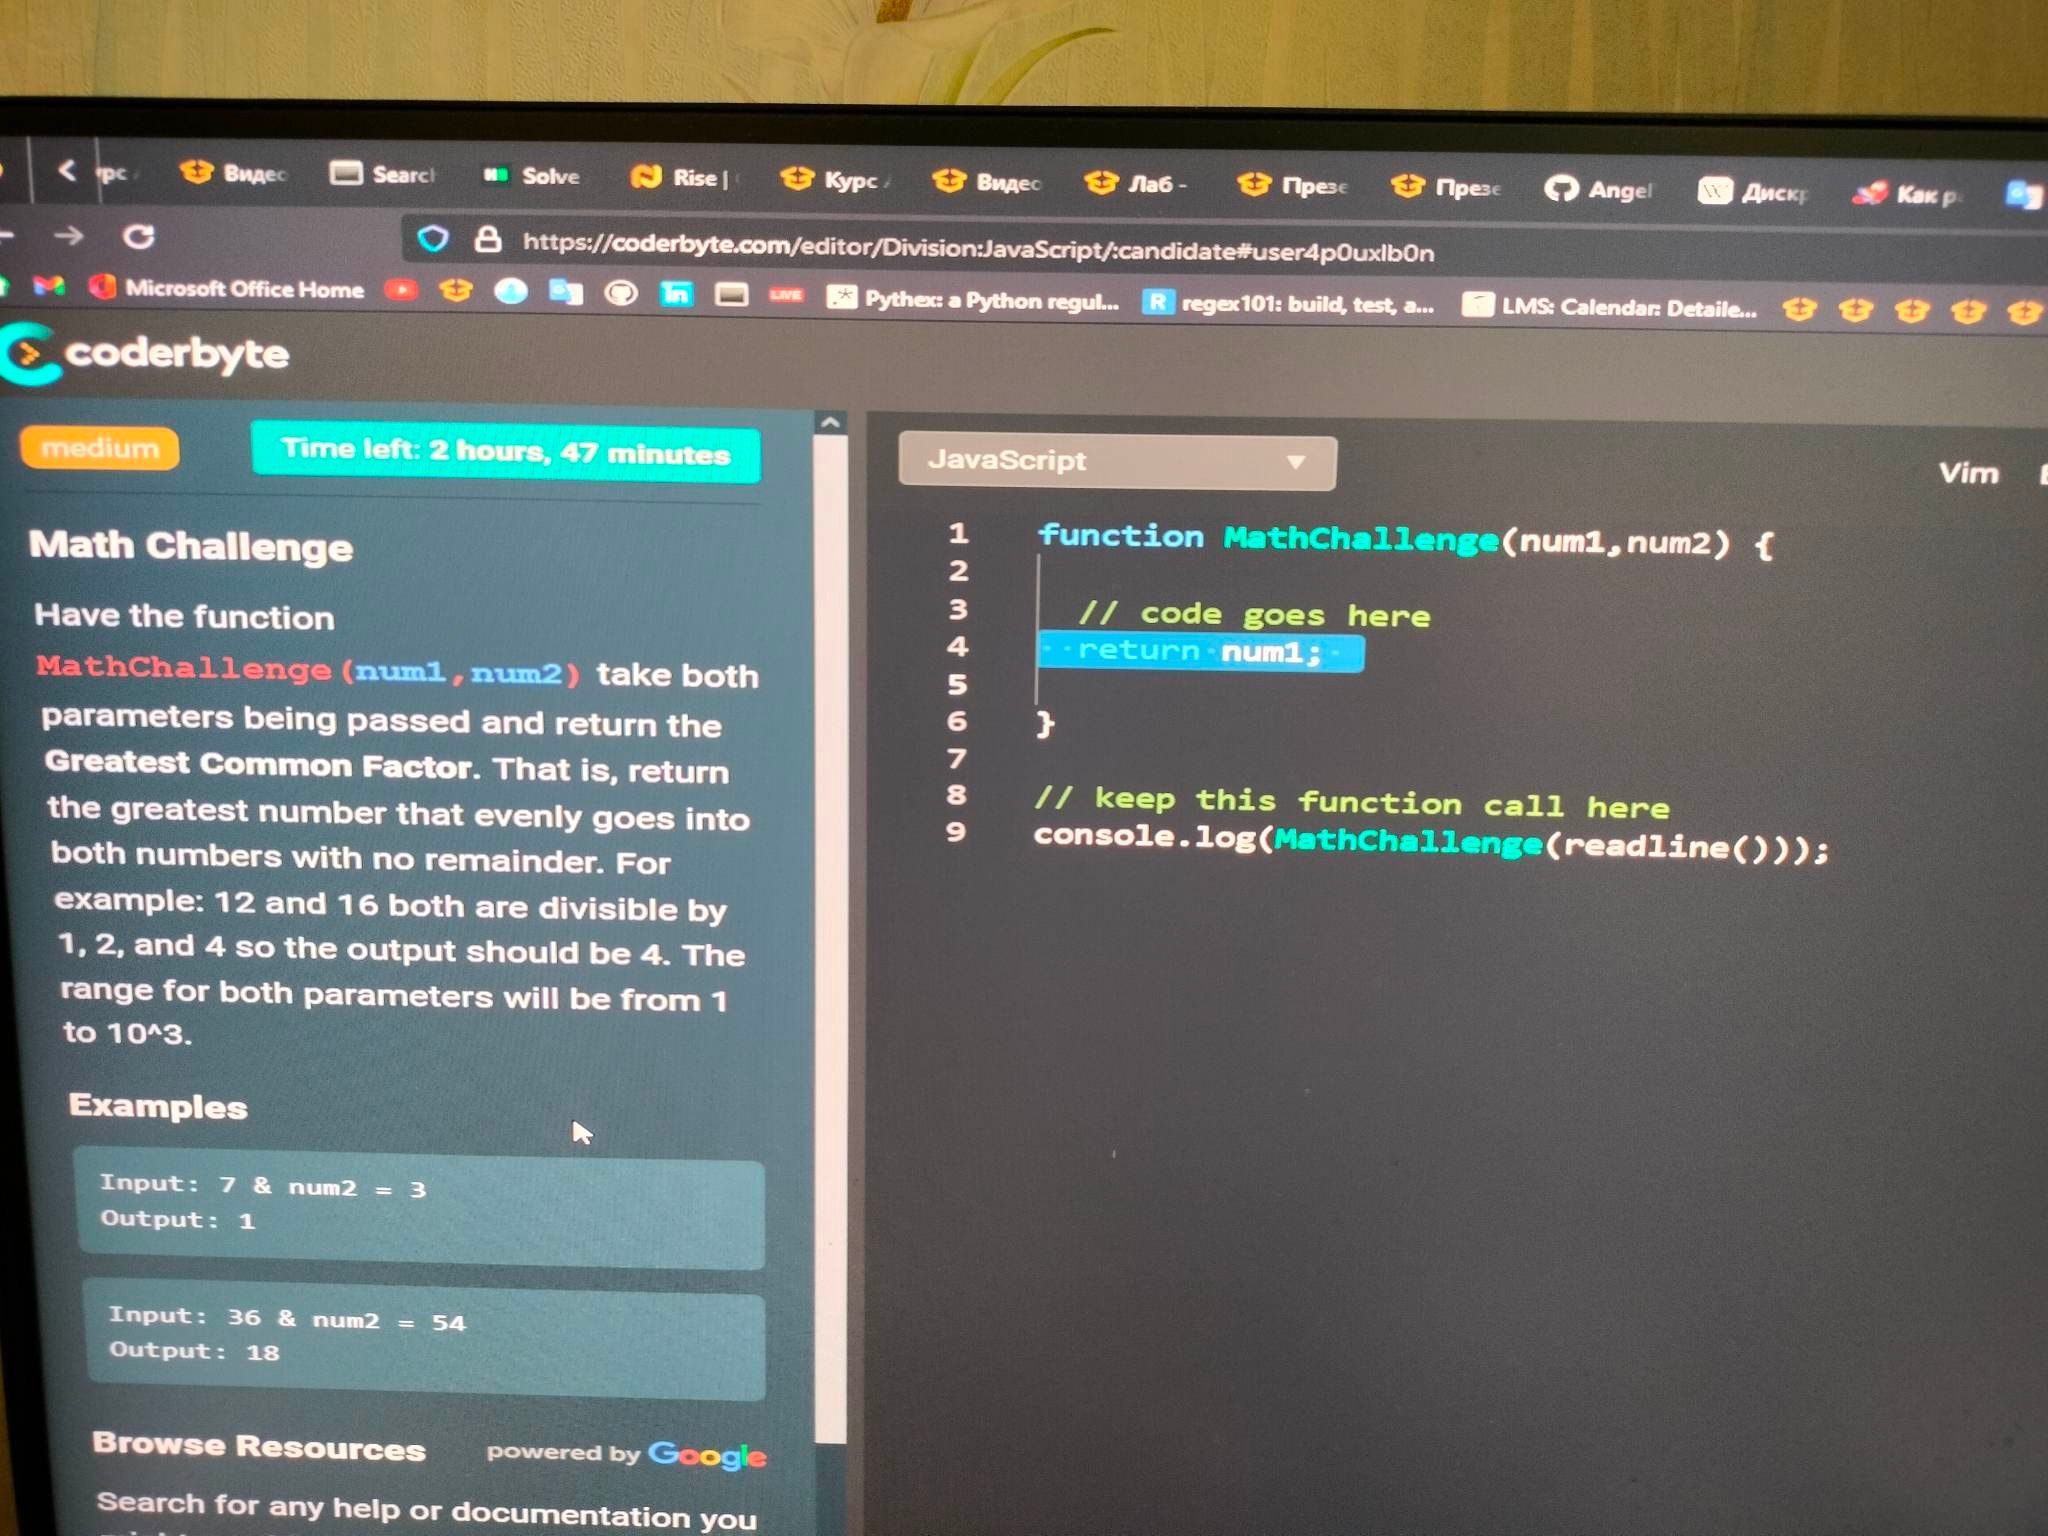 рс
Видес
Search
Solve
Rise |
Курс
Видес
Лаб -
Презе
Презе
Angel
Дискр
Как р
https://coderbyte.com/editor/Division:JavaScript/:candidate#user4p0uxlb0n
Microsoft Office Home
in
LIVE
.*
Pythex: a Python regul...
R
regex101: build, test, a...
LMS: Calendar: Detaile...
coderbyte
medium
Time left: 2 hours, 47 minutes
Math Challenge
Have the function
MathChallenge(num1,num2) take both
parameters being passed and return the
Greatest Common Factor. That is, return
the greatest number that evenly goes into
both numbers with no remainder. For
example: 12 and 16 both are divisible by
1, 2, and 4 so the output should be 4. The
range for both parameters will be from 1
to 10^3.
Examples
Input: 7 & num2 = 3
Output: 1
Input: 36 & num2 = 54
Output: 18
Browse Resources
powered by Google
Search for any help or documentation you
JavaScript
Vim
1 function MathChallenge(num1,num2) {
2
3 // code goes here
4 return num1;
5
6 }
7
8 // keep this function call here
9 console.log(MathChallenge(readline()));